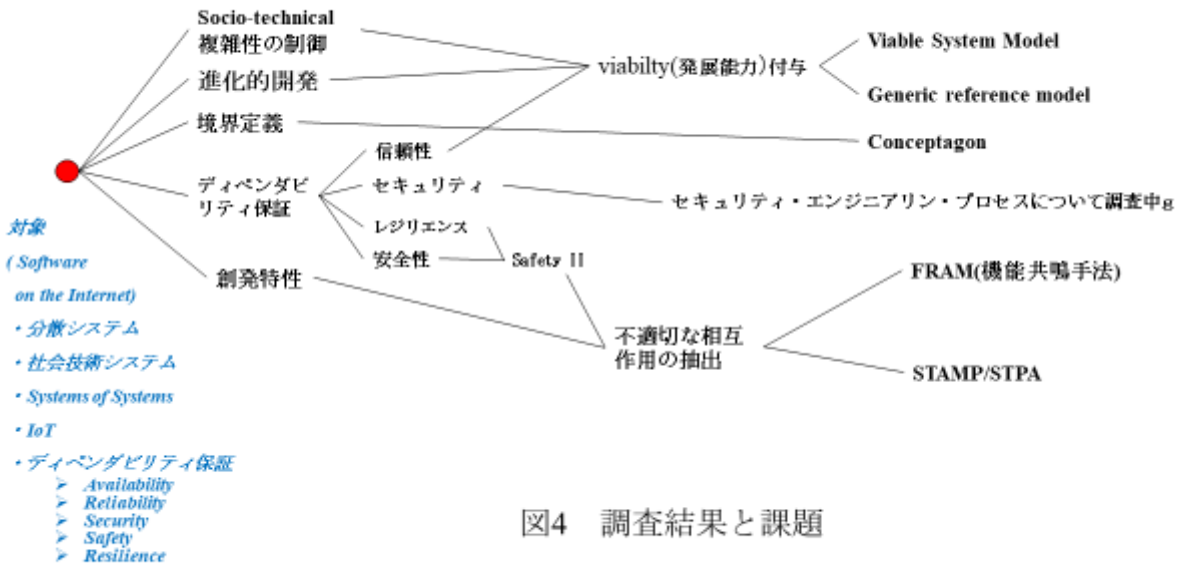 Socio-technical
複雑性の制御
進化的開発
境界定義
ディペンダビ
リティ保証
創発特性
信頼性
セキュリティ
レジリエンス
安全性
Safety II
viabilty(発展能力)付与
Viable System Model
Generic reference model
Conceptagon
セキュリティ・エンジニアリン・プロセスについて調査中g
不適切な相互
作用の抽出
FRAM(機能共鳴手法)
STAMP/STPA
対象
( Software
on the Internet)
・分散システム
・社会技術システム
・Systems of Systems
・IoT
・ディペンダビリティ保証
➢ Availability
➢ Reliability
➢ Security
➢ Safety
➢ Resilience
図4 調査結果と課題